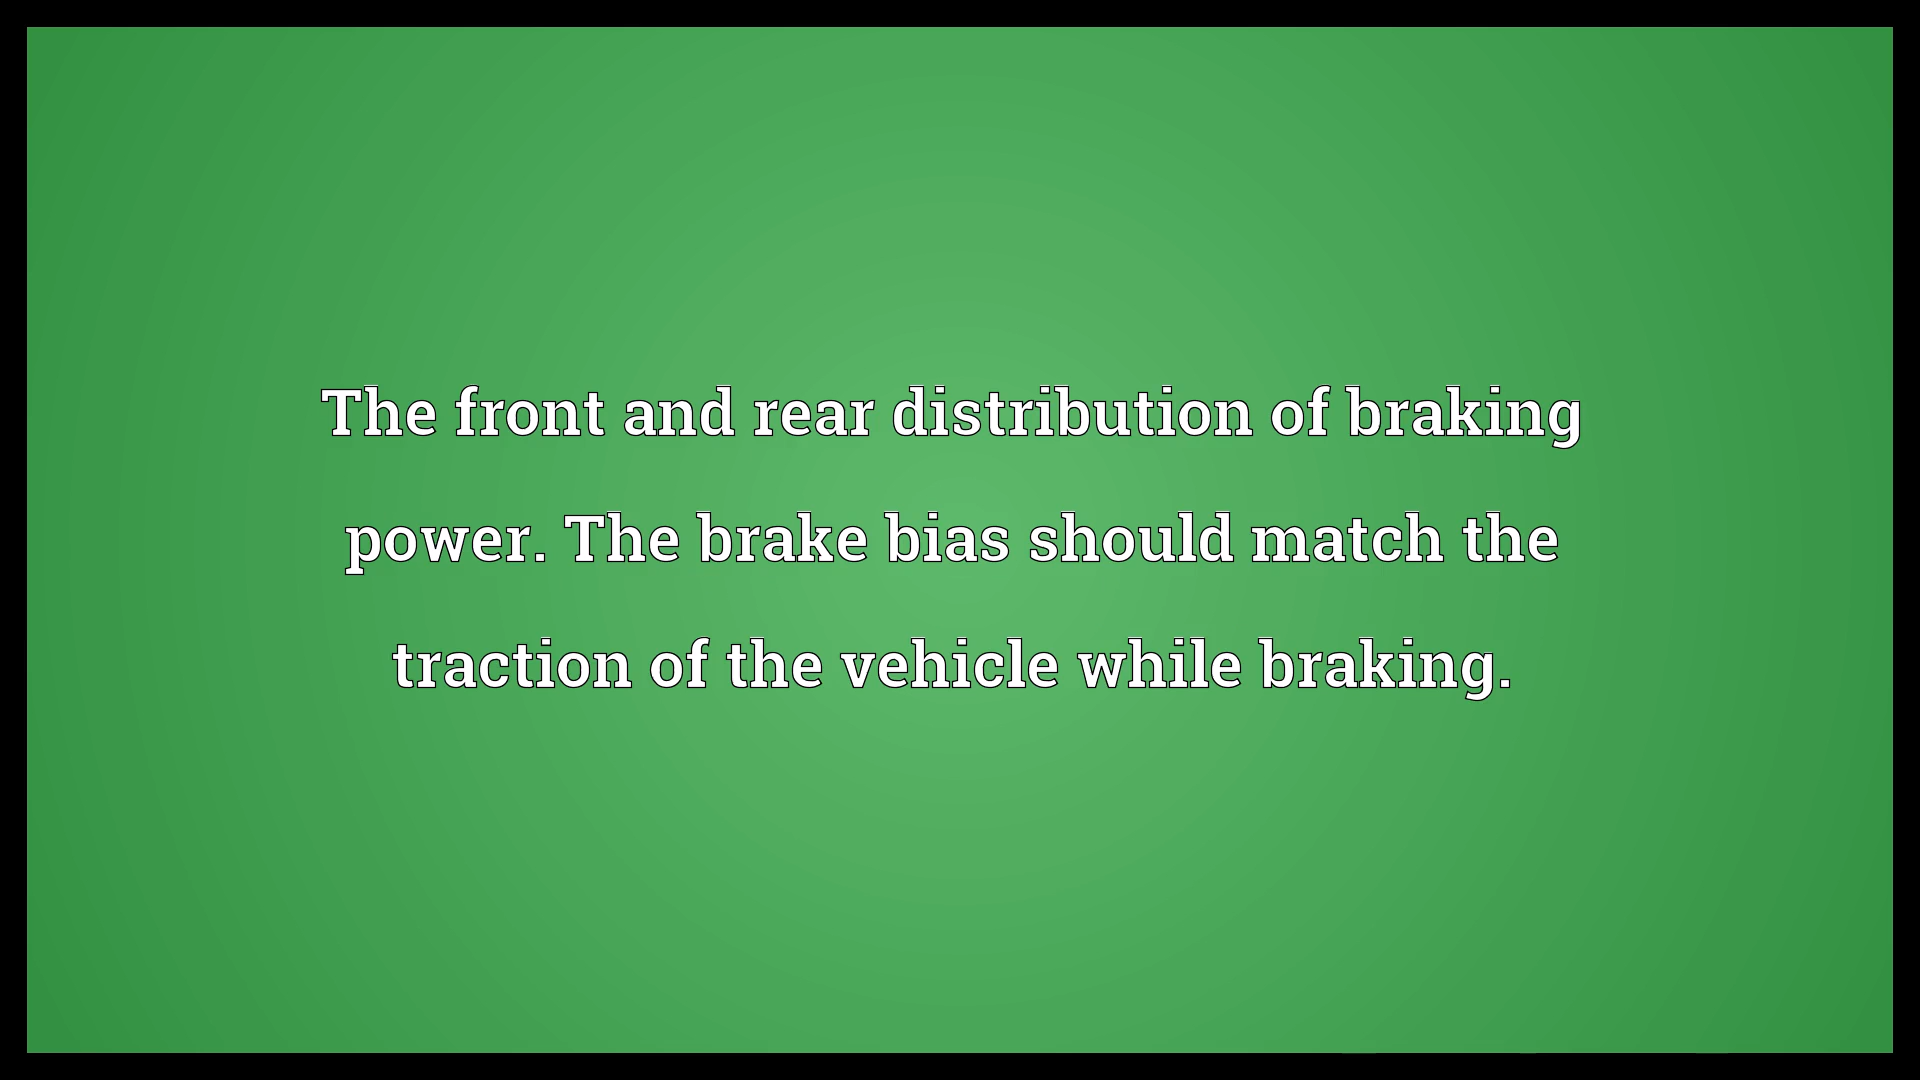 The front and rear distribution of braking
power. The brake bias should match the
traction of the vehicle while braking.